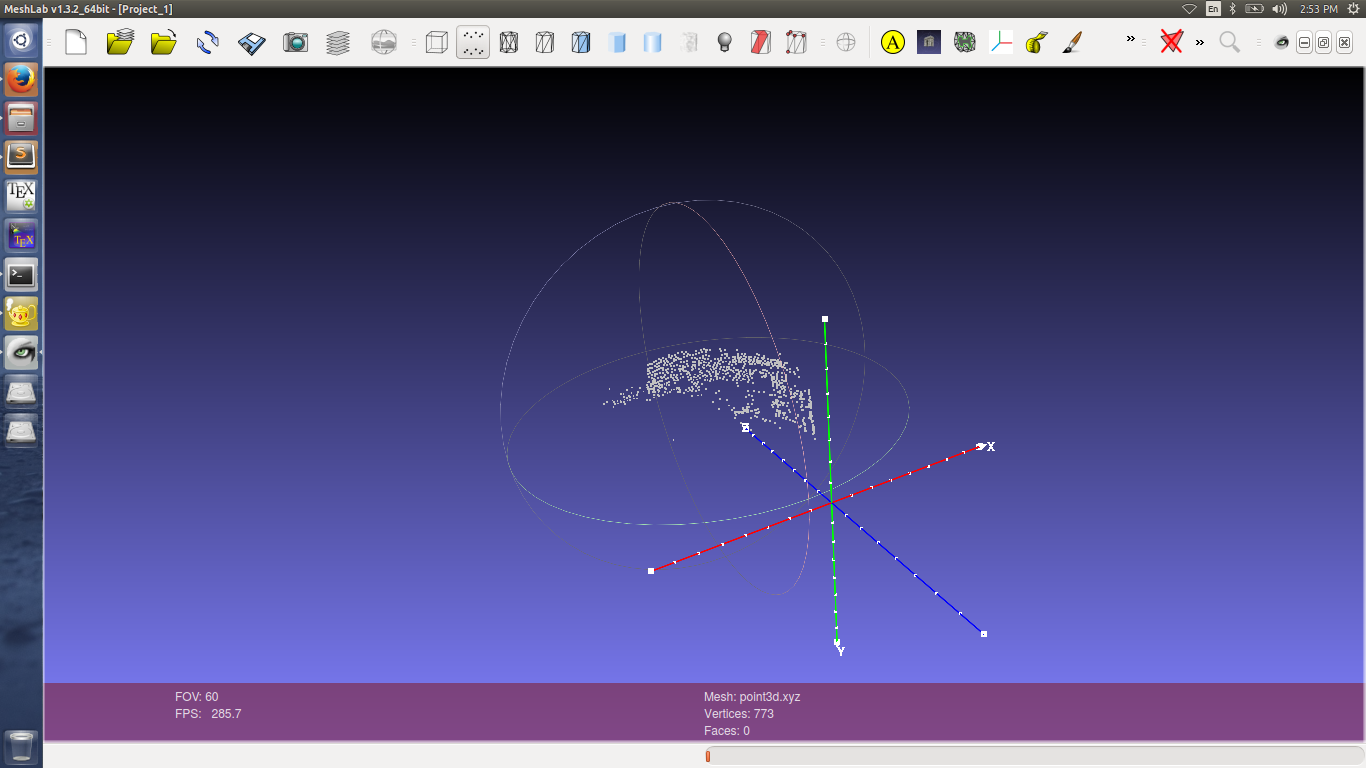 MeshLab v1.3.2_64bit - [Project_1]
En
2:53 PM
A
S
TEX
TEX
Z
X
Y
FOV: 60
FPS: 285.7
Mesh: point3d.xyz
Vertices: 773
Faces: 0